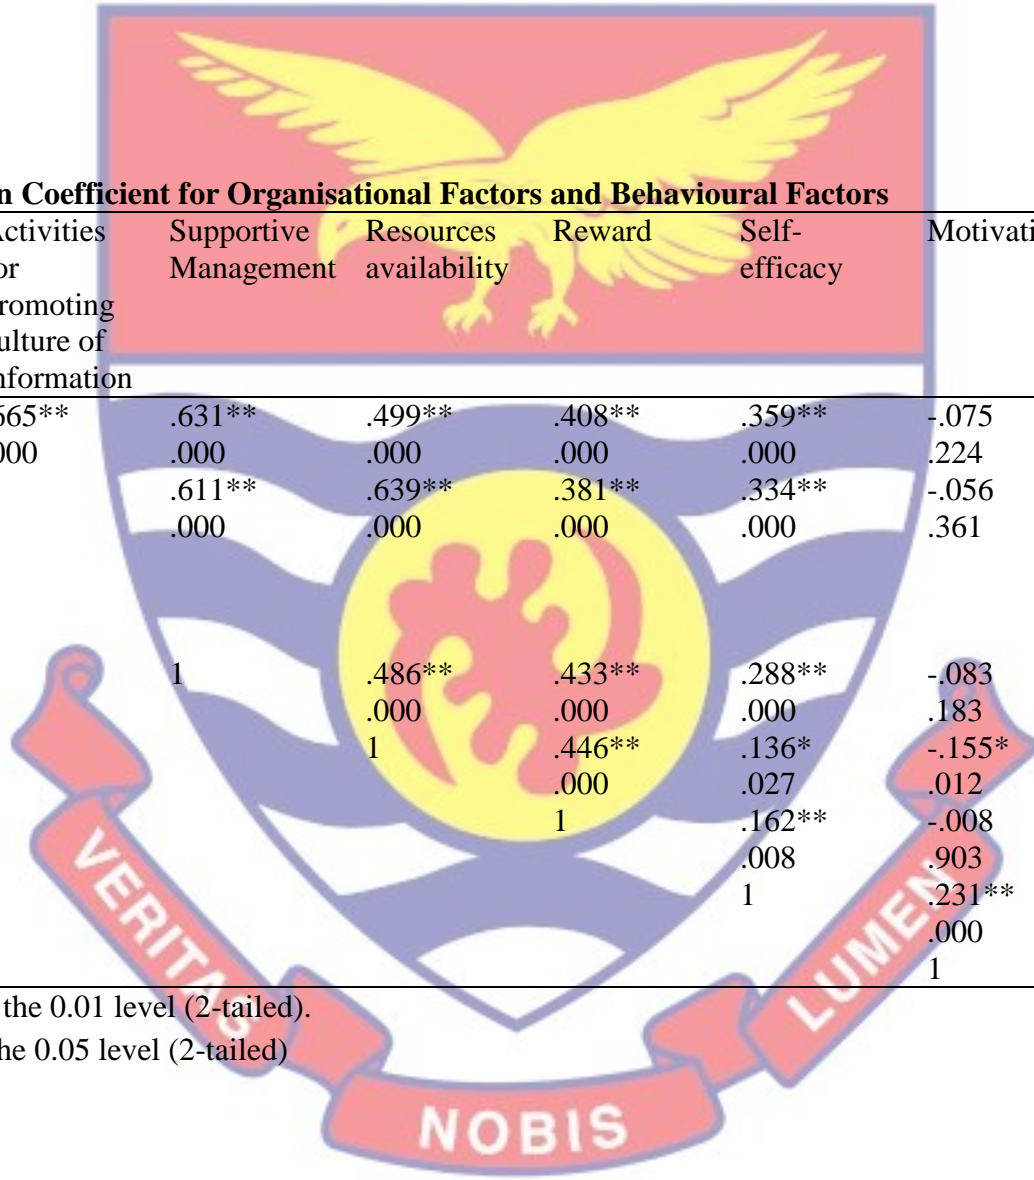 n Coefficient for Organisational Factors and Behavioural Factors
Activities Supportive Resources Reward Self- Motivati
or Management availability efficacy
romoting
ulture of
nformation
.631** .499** .408** .359** -.075
000 .000 .000 .000 .000 .224
.611** .639** .381** .334** -.056
.000 .000 .000 .000 .361
1 .486** .433** .288** -.083
.000 .000 .000 .183
1 .446** .136* -.155*
.000 .027 .012
1 .162** -.008
.008 .903
1 .231**
.000
1
the 0.01 level (2-tailed).
he 0.05 level (2-tailed)
VERITAS
NOBIS
LUMEN